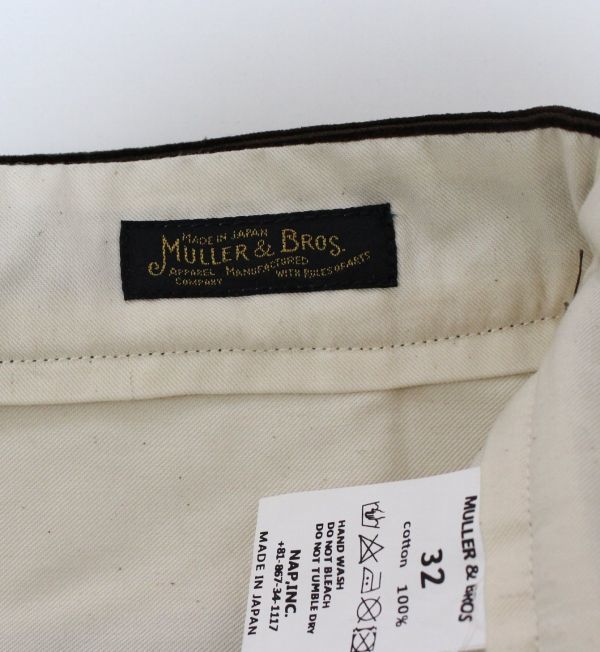 MADE IN JAPAN
MULLER & BROS.
APPAREL MANUFACTURED WITH RULES OF ARTS
COMPANY
MULLER & BROS
32
cotton 100%
HAND WASH
DO NOT BLEACH
DO NOT TUMBLE DRY
NAP,INC.
+81-867-34-1117
MADE IN JAPAN